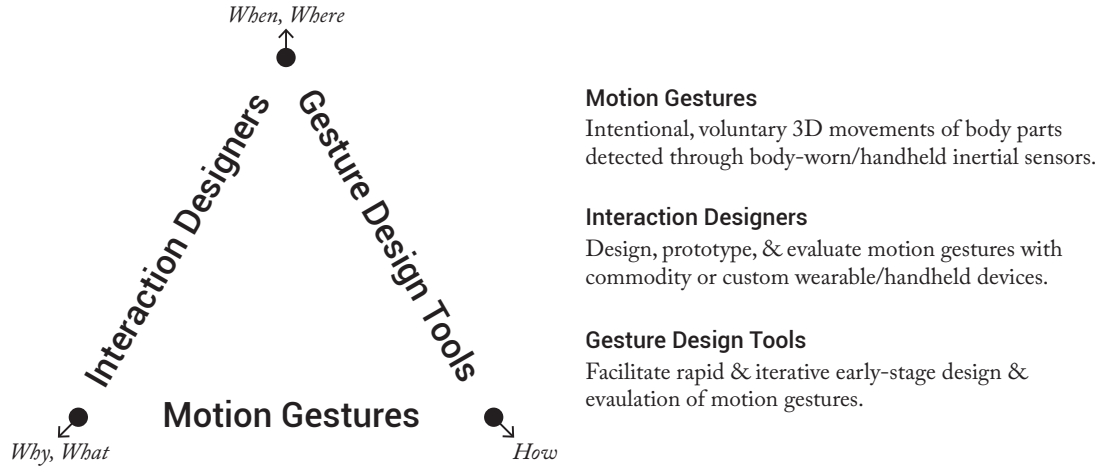 When, Where
Interaction Designers
Gesture Design Tools
Motion Gestures
Why, What
How
Motion Gestures
Intentional, voluntary 3D movements of body parts
detected through body-worn/handheld inertial sensors.
Interaction Designers
Design, prototype, & evaluate motion gestures with
commodity or custom wearable/handheld devices.
Gesture Design Tools
Facilitate rapid & iterative early-stage design &
evaulation of motion gestures.